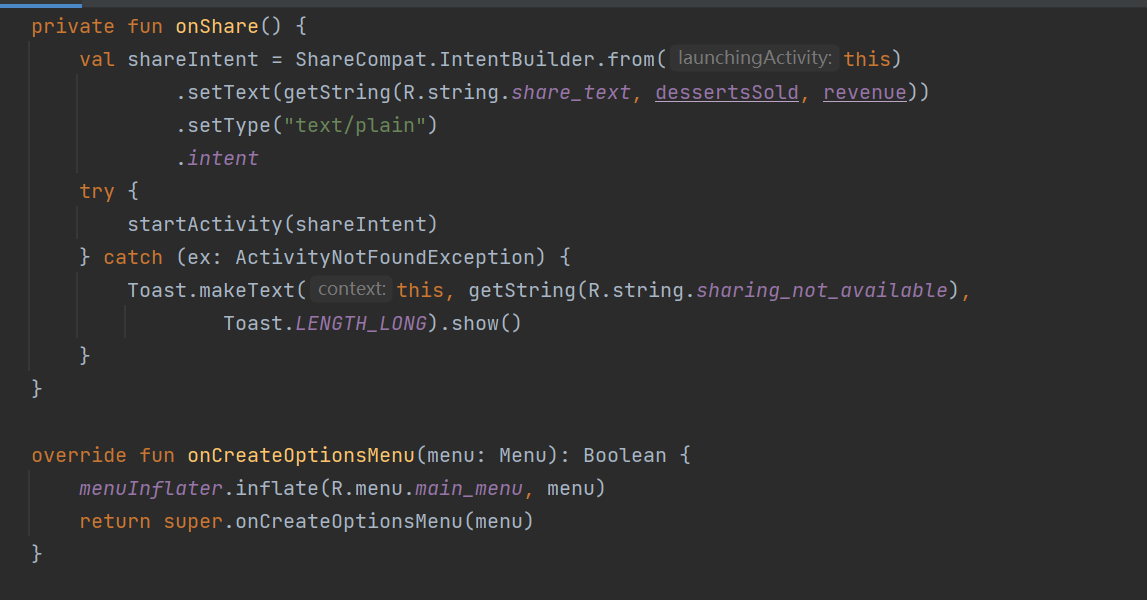 private fun onShare() {
    val shareIntent = ShareCompat.IntentBuilder.from( launchingActivity: this)
            .setText(getString(R.string.share_text, dessertsSold, revenue))
            .setType("text/plain")
            .intent
    try {
        startActivity(shareIntent)
    } catch (ex: ActivityNotFoundException) {
        Toast.makeText( context: this, getString(R.string.sharing_not_available),
                Toast.LENGTH_LONG).show()
    }
}

override fun onCreateOptionsMenu(menu: Menu): Boolean {
    menuInflater.inflate(R.menu.main_menu, menu)
    return super.onCreateOptionsMenu(menu)
}